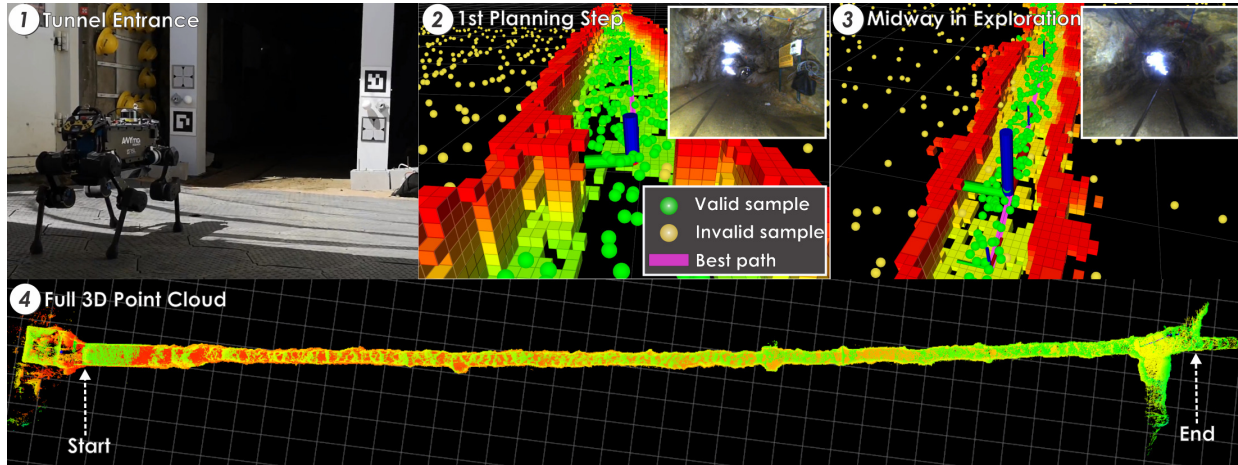 1 Tunnel Entrance
2 1st Planning Step
3 Midway in Exploration
Valid sample
Invalid sample
Best path
4 Full 3D Point Cloud
Start
End